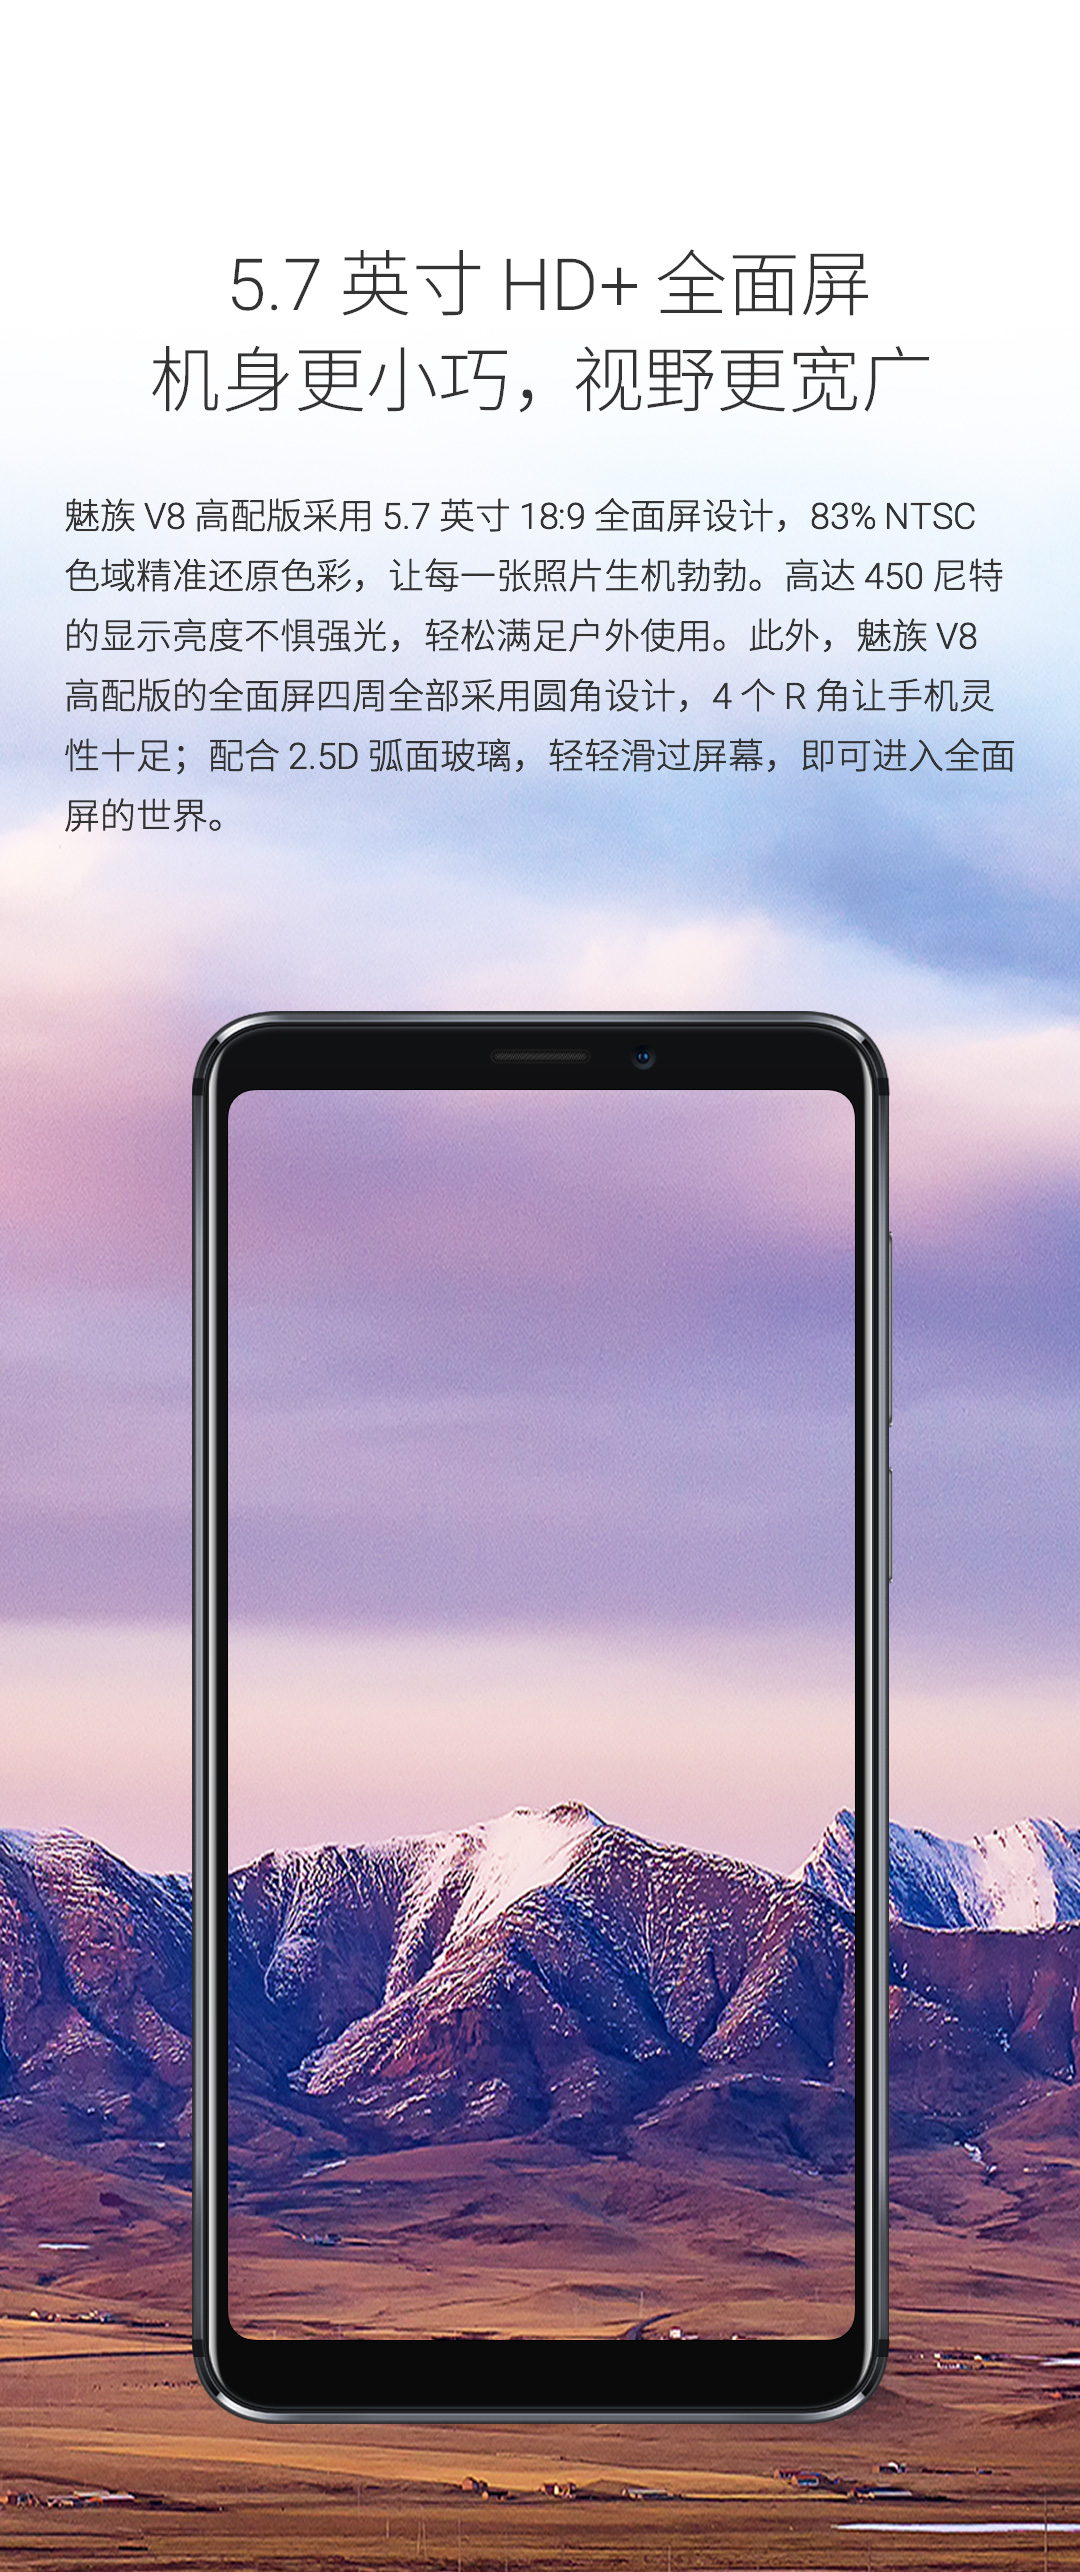 5.7 英寸 HD+ 全面屏
机身更小巧，视野更宽广
魅族 V8 高配版采用 5.7 英寸 18:9 全面屏设计，83% NTSC
色域精准还原色彩，让每一张照片生机勃勃。高达 450 尼特
的显示亮度不惧强光，轻松满足户外使用。此外，魅族 V8
高配版的全面屏四周全部采用圆角设计，4 个 R 角让手机灵
性十足；配合 2.5D 弧面玻璃，轻轻滑过屏幕，即可进入全面
屏的世界。